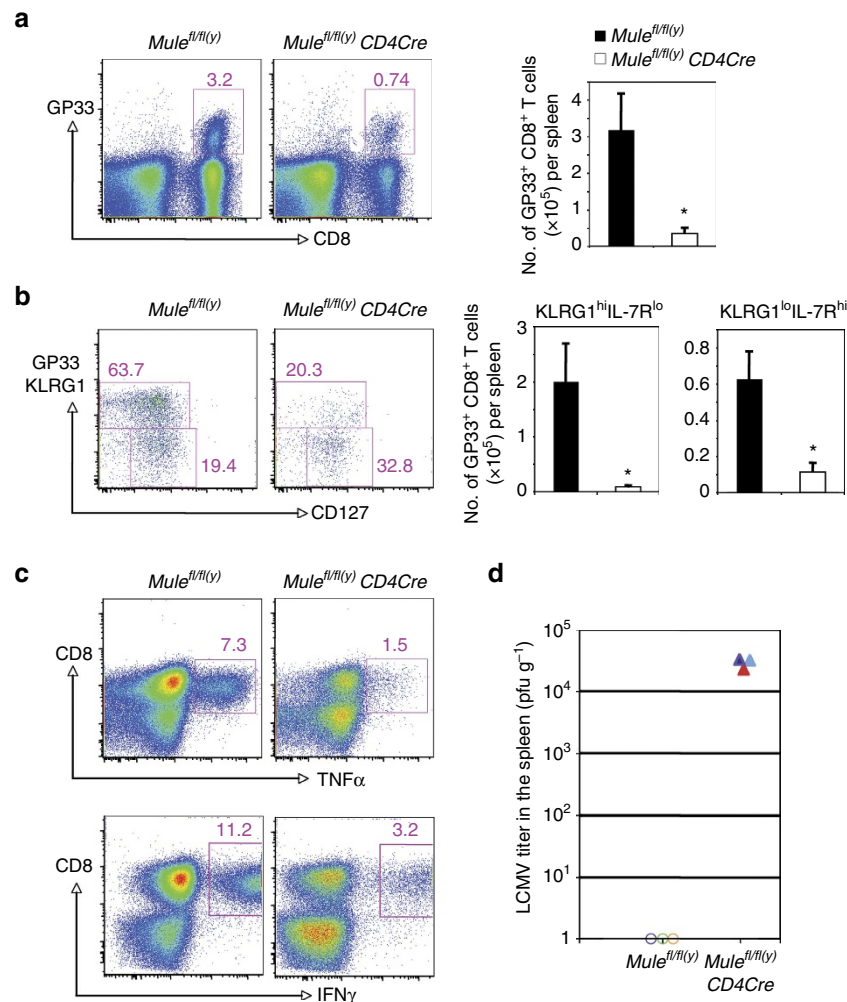 a
Mule^fl/fl(y) Mule^fl/fl(y) CD4Cre
GP33
3.2
0.74
CD8
Mule^fl/fl(y)
Mule^fl/fl(y) CD4Cre
No. of GP33⁺ CD8⁺ T cells
(×10⁵) per spleen
4
3
2
1
0
*
b
Mule^fl/fl(y) Mule^fl/fl(y) CD4Cre
GP33
KLRG1
63.7
19.4
20.3
32.8
CD127
No. of GP33⁺ CD8⁺ T cells
(×10⁵) per spleen
KLRG1^hiIL-7R^lo
3
2
1
0
*
KLRG1^loIL-7R^hi
0.8
0.6
0.4
0.2
0
*
c
Mule^fl/fl(y) Mule^fl/fl(y) CD4Cre
CD8
7.3
1.5
TNFα
CD8
11.2
3.2
IFNγ
d
LCMV titer in the spleen (pfu g⁻¹)
10⁵
10⁴
10³
10²
10¹
1
Mule^fl/fl(y) Mule^fl/fl(y)
CD4Cre